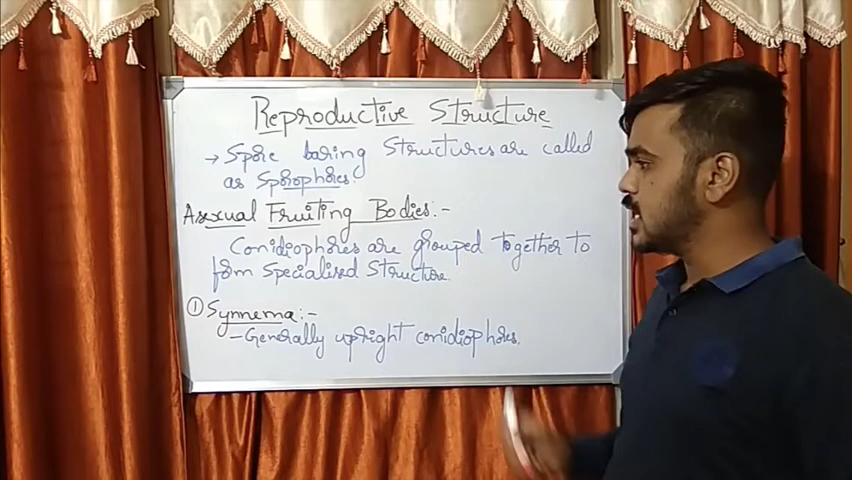 Reproductive Structure
→ Spore baring Structures are called
as Sporophores.
Asexual Fruiting Bodies.-
Conidiophores are grouped together to
form Specialised Structure.
① Synnema:-
- Generally upright conidiophores.